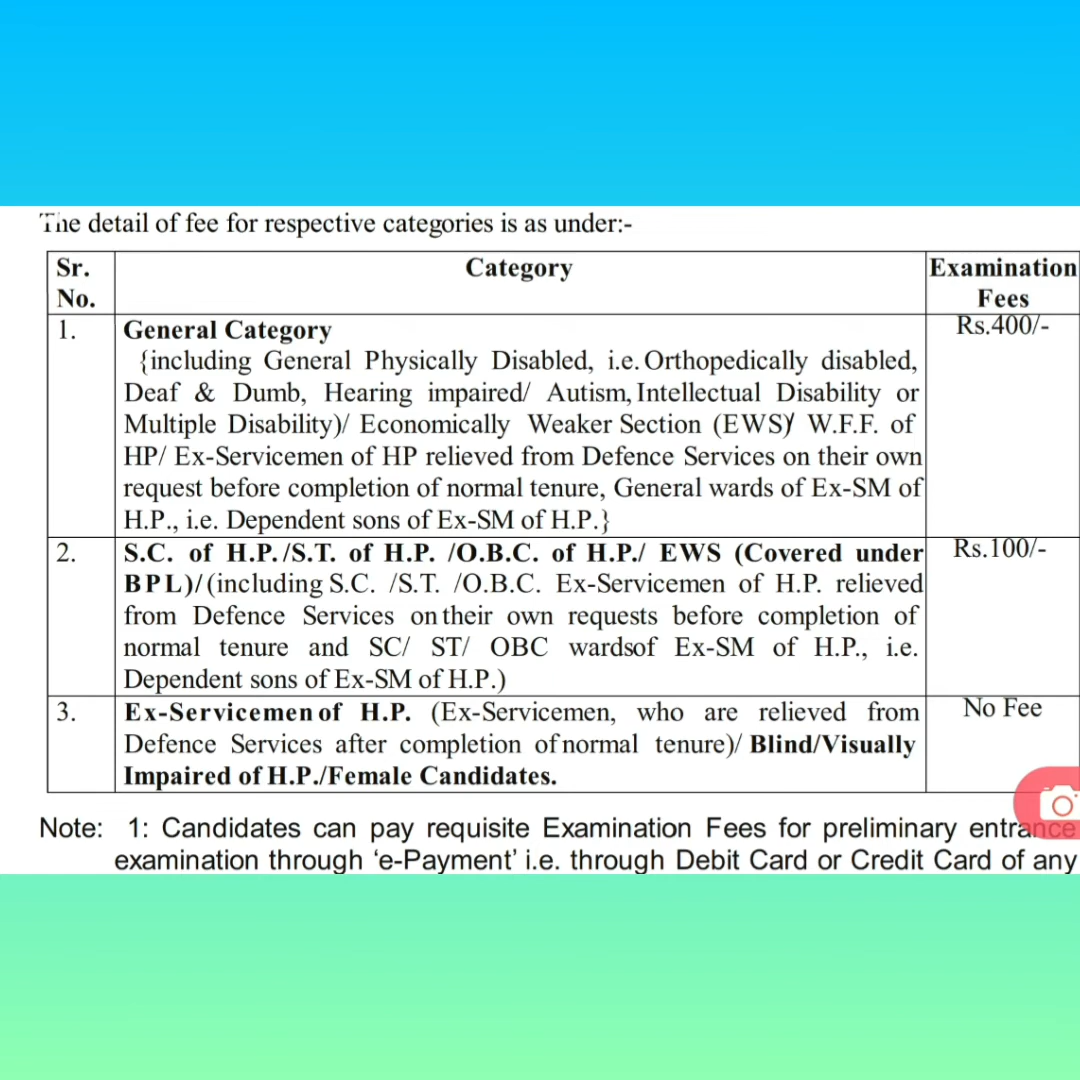 The detail of fee for respective categories is as under:-
Sr. No.
Category
Examination Fees
1.
General Category
{including General Physically Disabled, i.e. Orthopedically disabled,
Deaf & Dumb, Hearing impaired/ Autism, Intellectual Disability or
Multiple Disability)/ Economically Weaker Section (EWS)/ W.F.F. of
HP/ Ex-Servicemen of HP relieved from Defence Services on their own
request before completion of normal tenure, General wards of Ex-SM of
H.P., i.e. Dependent sons of Ex-SM of H.P.}
Rs.400/-
2.
S.C. of H.P./S.T. of H.P. /O.B.C. of H.P./ EWS (Covered under
BPL)/(including S.C. /S.T. /O.B.C. Ex-Servicemen of H.P. relieved
from Defence Services on their own requests before completion of
normal tenure and SC/ ST/ OBC wardsof Ex-SM of H.P., i.e.
Dependent sons of Ex-SM of H.P.)
Rs.100/-
3.
Ex-Servicemen of H.P. (Ex-Servicemen, who are relieved from
Defence Services after completion of normal tenure)/ Blind/Visually
Impaired of H.P./Female Candidates.
No Fee
Note: 1: Candidates can pay requisite Examination Fees for preliminary entrance
examination through ‘e-Payment’ i.e. through Debit Card or Credit Card of any